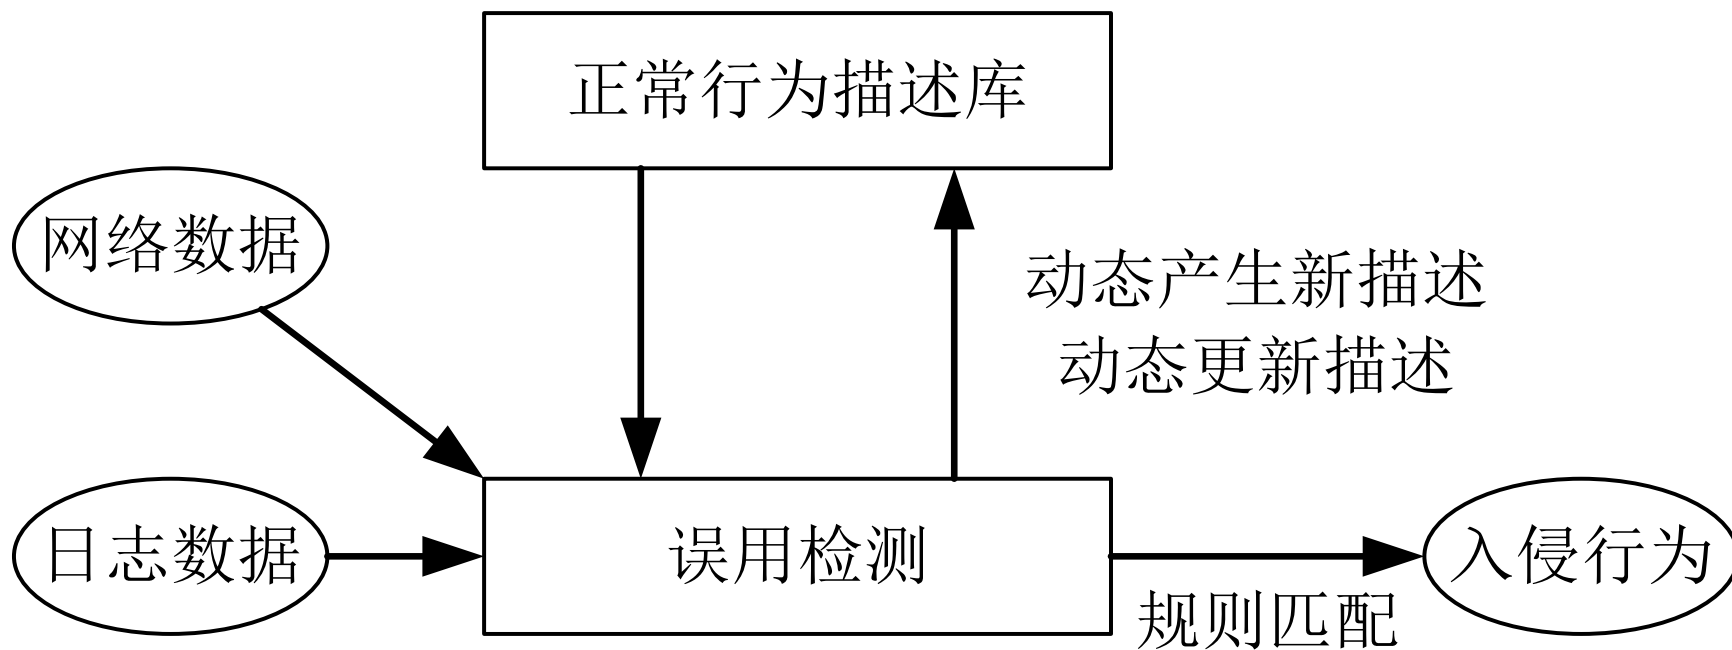 正常行为描述库
网络数据
动态产生新描述
动态更新描述
日志数据
误用检测
入侵行为
规则匹配